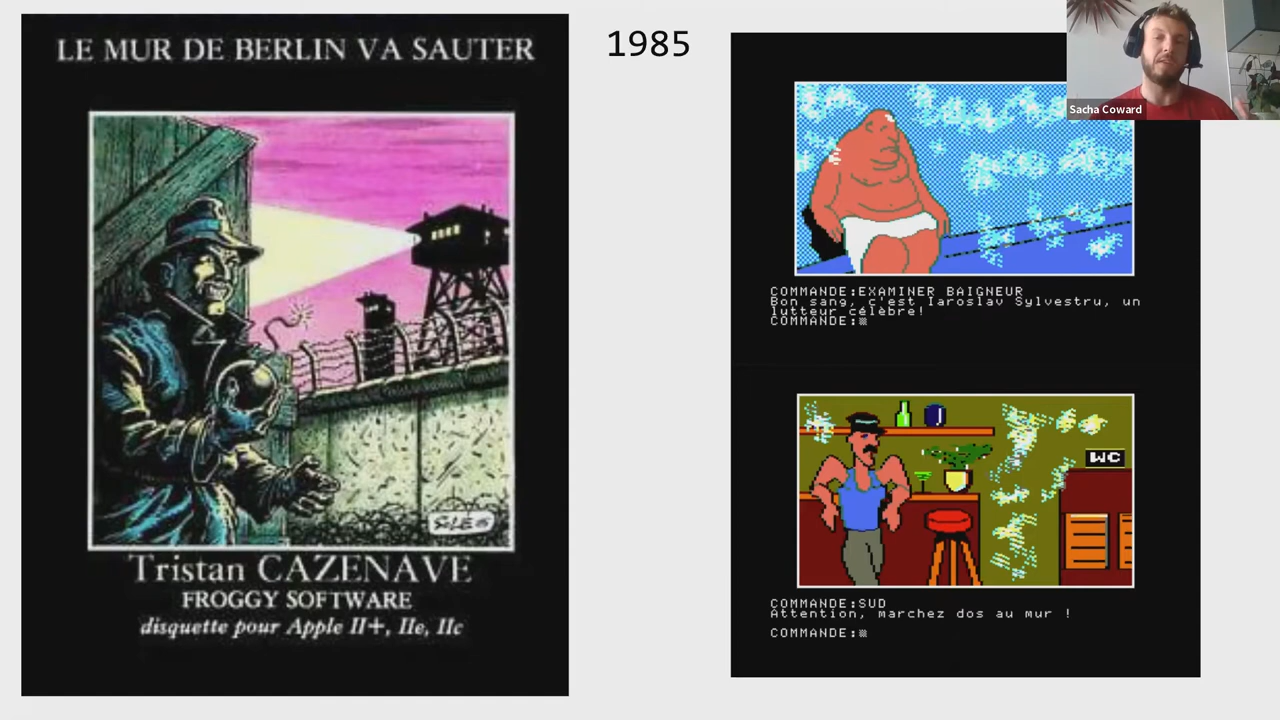 LE MUR DE BERLIN VA SAUTER
Tristan CAZENAVE
FROGGY SOFTWARE
disquette pour Apple II+, IIe, IIc
1985
Sacha Coward
COMMANDE:EXAMINER BAIGNEUR
Bon sang, c'est Iaroslav Sylvestru, un
lutteur célèbre!
COMMANDE:
WC
COMMANDE:SUD
Attention, marchez dos au mur !
COMMANDE: